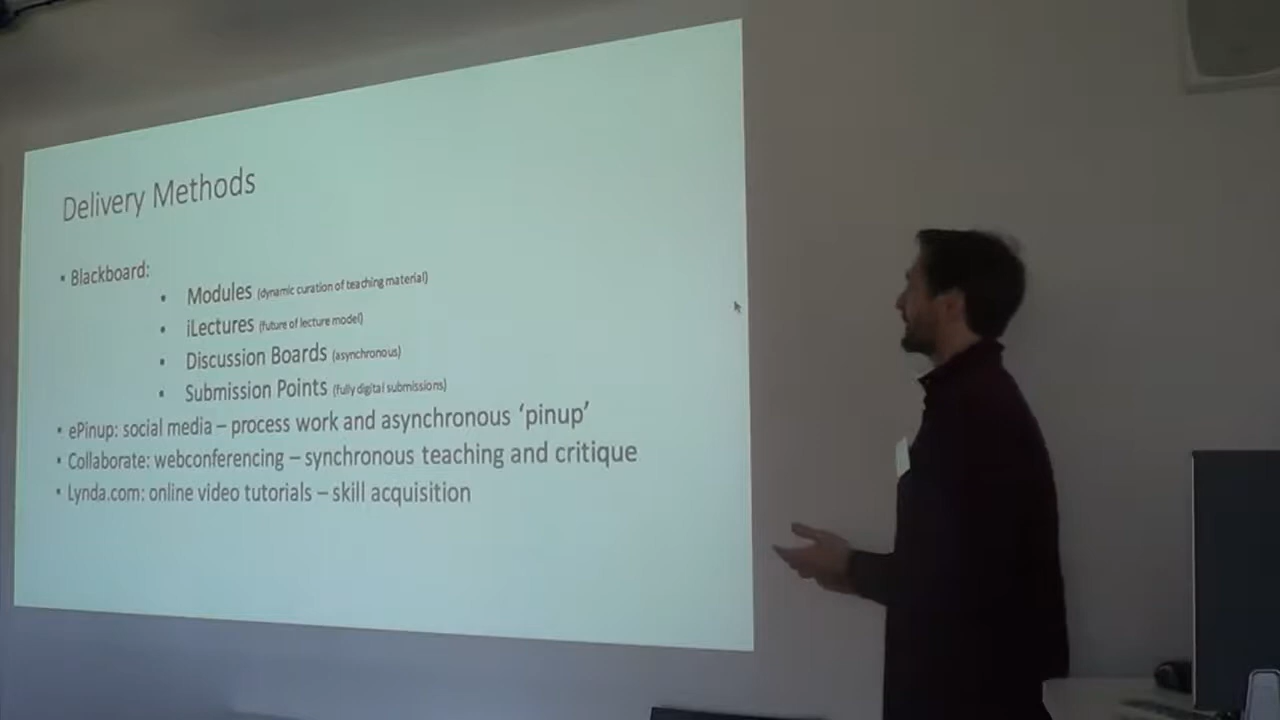 Delivery Methods
• Blackboard:
• Modules (dynamic curation of teaching material)
• iLectures (future of lecture model)
• Discussion Boards (asynchronous)
• Submission Points (fully digital submissions)
• ePinup: social media – process work and asynchronous ‘pinup’
• Collaborate: webconferencing – synchronous teaching and critique
• Lynda.com: online video tutorials – skill acquisition